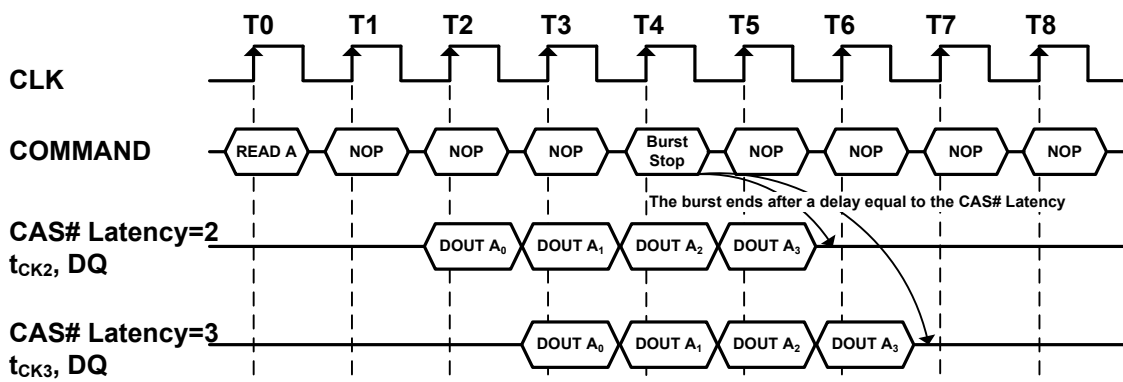 T0 T1 T2 T3 T4 T5 T6 T7 T8
CLK
COMMAND READ A NOP NOP NOP Burst Stop NOP NOP NOP NOP
The burst ends after a delay equal to the CAS# Latency
CAS# Latency=2
tCK2, DQ
DOUT A0 DOUT A1 DOUT A2 DOUT A3
CAS# Latency=3
tCK3, DQ
DOUT A0 DOUT A1 DOUT A2 DOUT A3